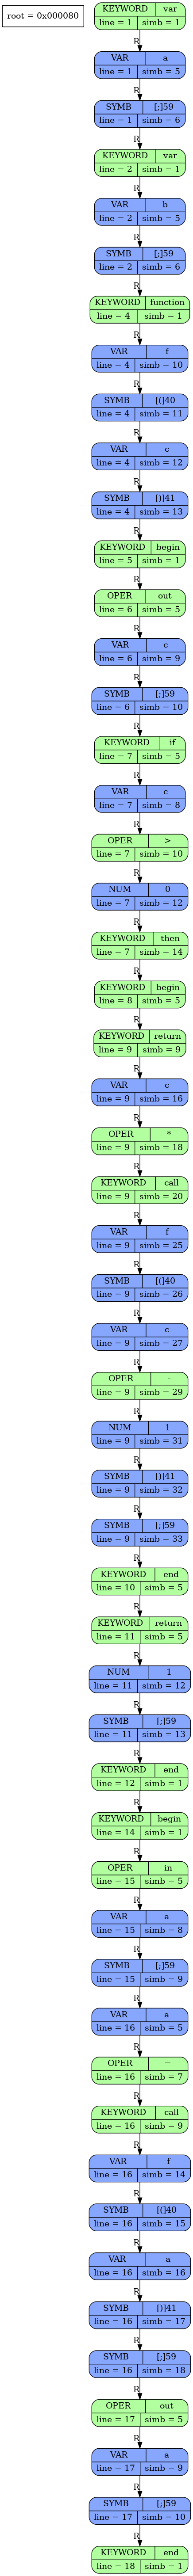 root = 0x000080
KEYWORD var
line = 1 simb = 1
R
VAR a
line = 1 simb = 5
R
SYMB [;]59
line = 1 simb = 6
R
KEYWORD var
line = 2 simb = 1
R
VAR b
line = 2 simb = 5
R
SYMB [;]59
line = 2 simb = 6
R
KEYWORD function
line = 4 simb = 1
R
VAR f
line = 4 simb = 10
R
SYMB [(]40
line = 4 simb = 11
R
VAR c
line = 4 simb = 12
R
SYMB [)]41
line = 4 simb = 13
R
KEYWORD begin
line = 5 simb = 1
R
OPER out
line = 6 simb = 5
R
VAR c
line = 6 simb = 9
R
SYMB [;]59
line = 6 simb = 10
R
KEYWORD if
line = 7 simb = 5
R
VAR c
line = 7 simb = 8
R
OPER >
line = 7 simb = 10
R
NUM 0
line = 7 simb = 12
R
KEYWORD then
line = 7 simb = 14
R
KEYWORD begin
line = 8 simb = 5
R
KEYWORD return
line = 9 simb = 9
R
VAR c
line = 9 simb = 16
R
OPER *
line = 9 simb = 18
R
KEYWORD call
line = 9 simb = 20
R
VAR f
line = 9 simb = 25
R
SYMB [(]40
line = 9 simb = 26
R
VAR c
line = 9 simb = 27
R
OPER -
line = 9 simb = 29
R
NUM 1
line = 9 simb = 31
R
SYMB [)]41
line = 9 simb = 32
R
SYMB [;]59
line = 9 simb = 33
R
KEYWORD end
line = 10 simb = 5
R
KEYWORD return
line = 11 simb = 5
R
NUM 1
line = 11 simb = 12
R
SYMB [;]59
line = 11 simb = 13
R
KEYWORD end
line = 12 simb = 1
R
KEYWORD begin
line = 14 simb = 1
R
OPER in
line = 15 simb = 5
R
VAR a
line = 15 simb = 8
R
SYMB [;]59
line = 15 simb = 9
R
VAR a
line = 16 simb = 5
R
OPER =
line = 16 simb = 7
R
KEYWORD call
line = 16 simb = 9
R
VAR f
line = 16 simb = 14
R
SYMB [(]40
line = 16 simb = 15
R
VAR a
line = 16 simb = 16
R
SYMB [)]41
line = 16 simb = 17
R
SYMB [;]59
line = 16 simb = 18
R
OPER out
line = 17 simb = 5
R
VAR a
line = 17 simb = 9
R
SYMB [;]59
line = 17 simb = 10
R
KEYWORD end
line = 18 simb = 1